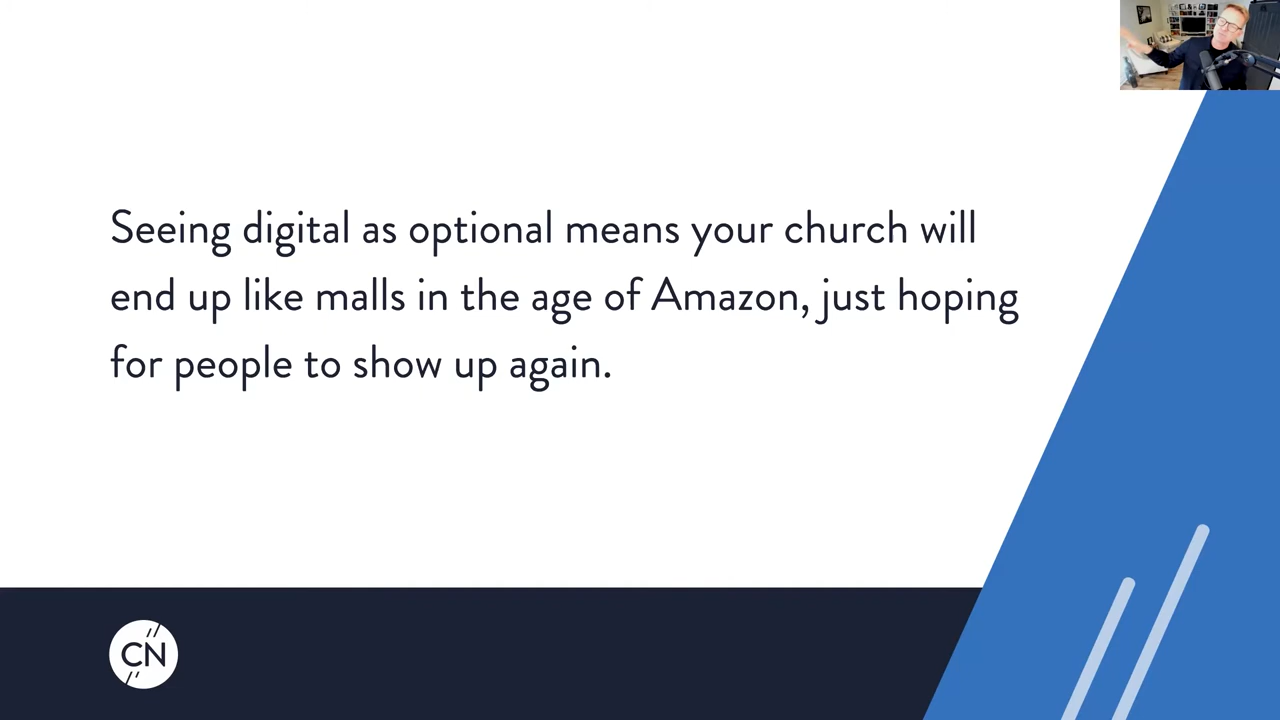 Seeing digital as optional means your church will
end up like malls in the age of Amazon, just hoping
for people to show up again.
CN